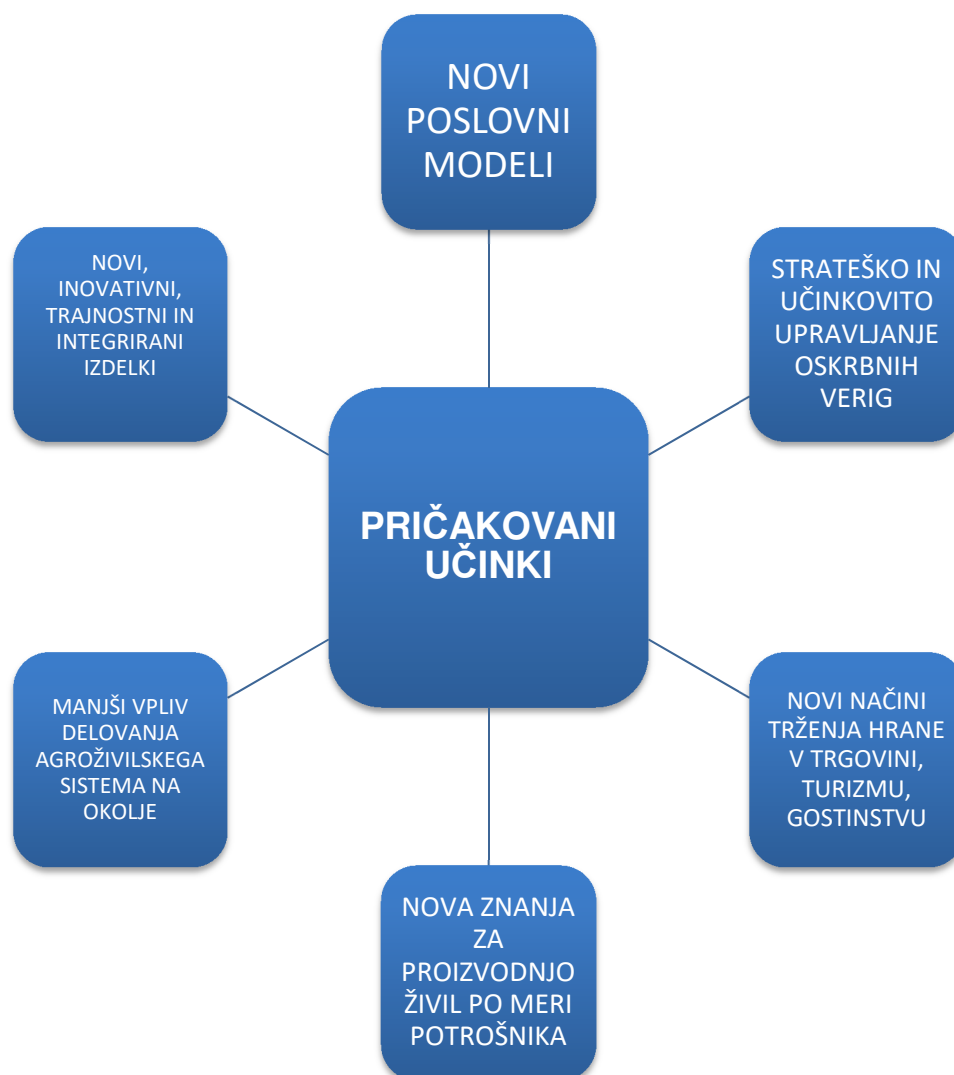 NOVI
POSLOVNI
MODELI
STRATEŠKO IN
UČINKOVITO
UPRAVLJANJE
OSKRBNIH
VERIG
NOVI NAČINI
TRŽENJA HRANE
V TRGOVINI,
TURIZMU,
GOSTINSTVU
NOVA ZNANJA
ZA
PROIZVODNJO
ŽIVIL PO MERI
POTROŠNIKA
MANJŠI VPLIV
DELOVANJA
AGROŽIVILSKEGA
SISTEMA NA
OKOLJE
NOVI,
INOVATIVNI,
TRAJNOSTNI IN
INTEGRIRANI
IZDELKI
PRIČAKOVANI
UČINKI